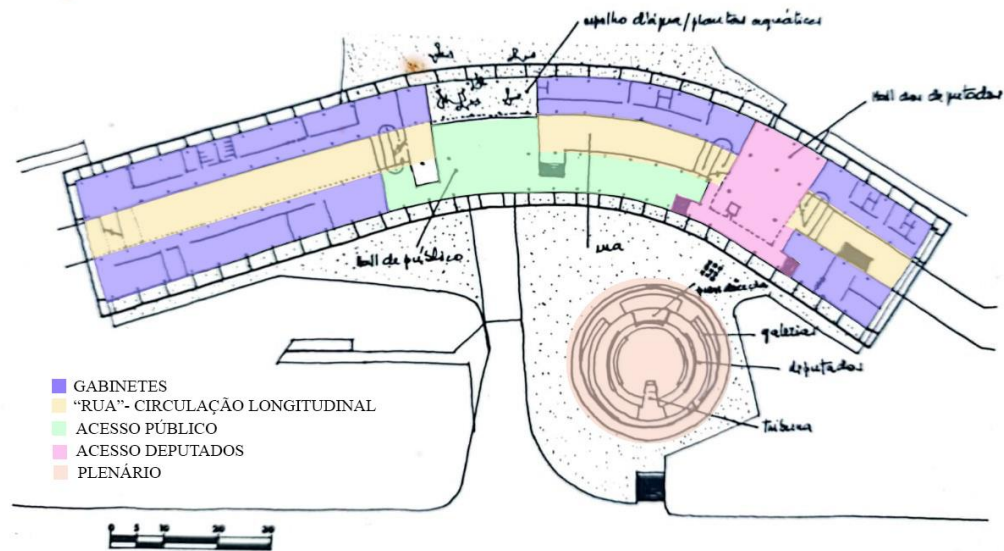 espelho d'água/plantas aquáticas
Hall dos deputados
Hall de público
rua
galerias
deputados
tribuna
GABINETES
“RUA”- CIRCULAÇÃO LONGITUDINAL
ACESSO PÚBLICO
ACESSO DEPUTADOS
PLENÁRIO
0 5 10 20 30